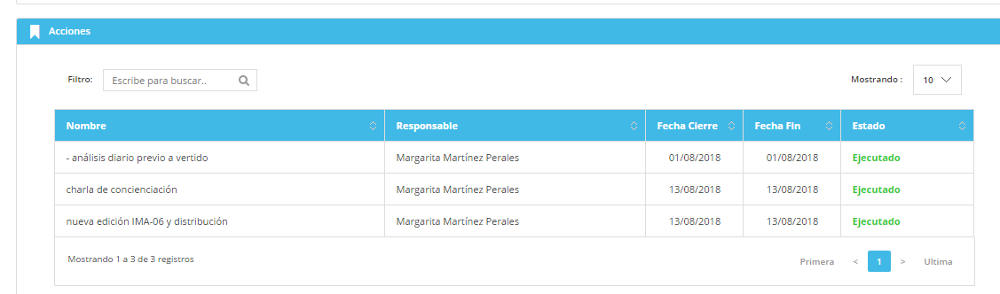 Acciones
Filtro: Escribe para buscar.. Mostrando : 10
Nombre Responsable Fecha Cierre Fecha Fin Estado
- análisis diario previo a vertido Margarita Martínez Perales 01/08/2018 01/08/2018 Ejecutado
charla de concienciación Margarita Martínez Perales 13/08/2018 13/08/2018 Ejecutado
nueva edición IMA-06 y distribución Margarita Martínez Perales 13/08/2018 13/08/2018 Ejecutado
Mostrando 1 a 3 de 3 registros Primera < 1 > Ultima